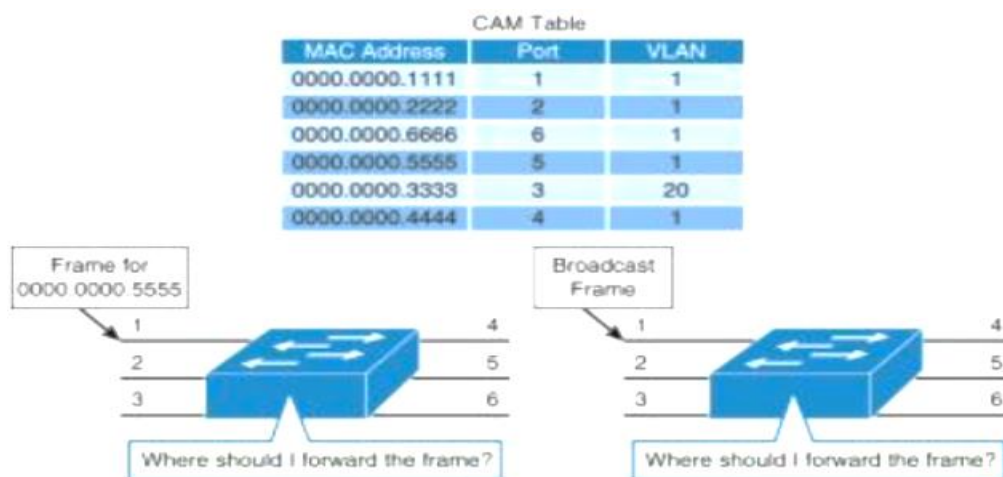 CAM Table
MAC Address Port VLAN
0000.0000.1111 1 1
0000.0000.2222 2 1
0000.0000.6666 6 1
0000.0000.5555 5 1
0000.0000.3333 3 20
0000.0000.4444 4 1
Frame for
0000.0000.5555
1 4
2 5
3 6
Where should I forward the frame?
Broadcast
Frame
1 4
2 5
3 6
Where should I forward the frame?